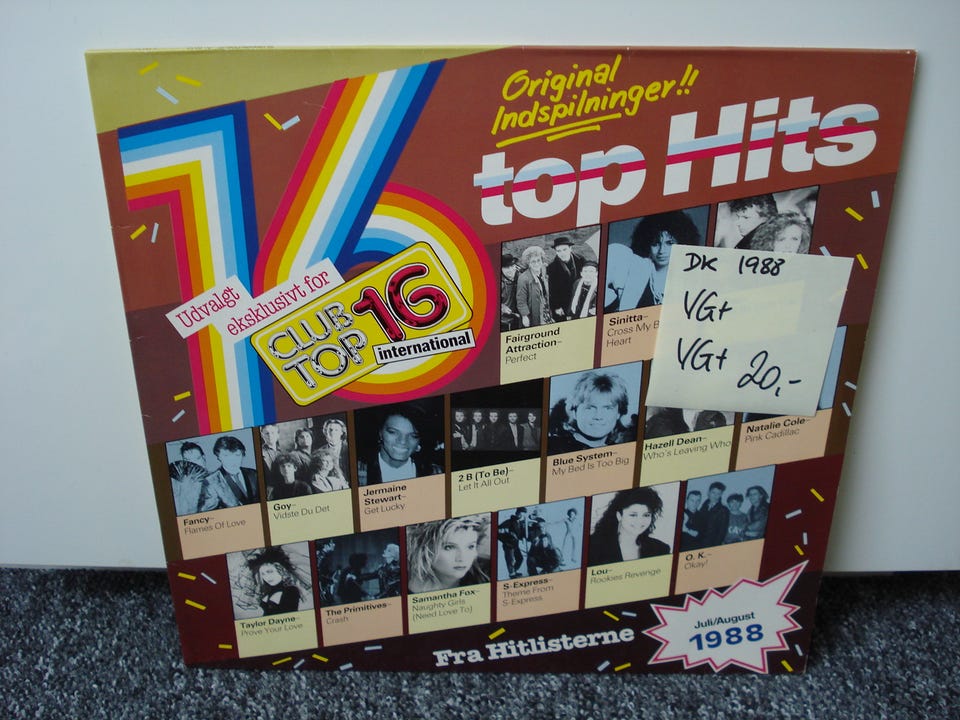 Original
Indspilninger!!
top Hits
16
Udvalgt
eksklusivt for
CLUB
TOP 16
international
DK 1988
VG+
VG+ 20,-
Fairground
Attraction–
Perfect
Sinitta–
Cross My
Heart
Fancy–
Flames Of Love
Goy–
Vidste Du Det
Jermaine
Stewart–
Get Lucky
2 B (To Be)–
Let It All Out
Blue System–
My Bed Is Too Big
Hazell Dean–
Who's Leaving Who
Natalie Cole–
Pink Cadillac
Taylor Dayne–
Prove Your Love
The Primitives–
Crash
Samantha Fox–
Naughty Girls
(Need Love To)
S-Express–
Theme From
S-Express
Lou–
Rookies Revenge
O. K.–
Okay!
Fra Hitlisterne
Juli/August
1988